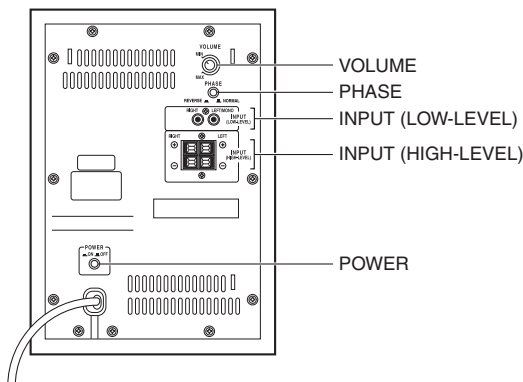 VOLUME
MIN
MAX
PHASE
REVERSE NORMAL
RIGHT LEFT/MONO
INPUT
(LOW-LEVEL)
RIGHT LEFT
INPUT
(HIGH-LEVEL)
+ +
− −
POWER
ON OFF
VOLUME
PHASE
INPUT (LOW-LEVEL)
INPUT (HIGH-LEVEL)
POWER